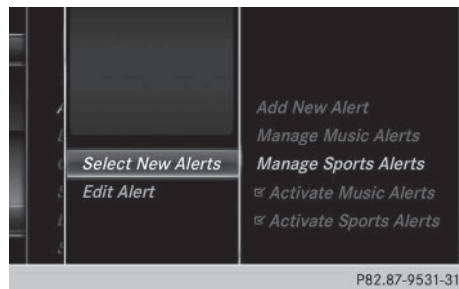 Add New Alert
Manage Music Alerts
Select New Alerts
Manage Sports Alerts
Edit Alert
Activate Music Alerts
Activate Sports Alerts
P82.87-9531-31